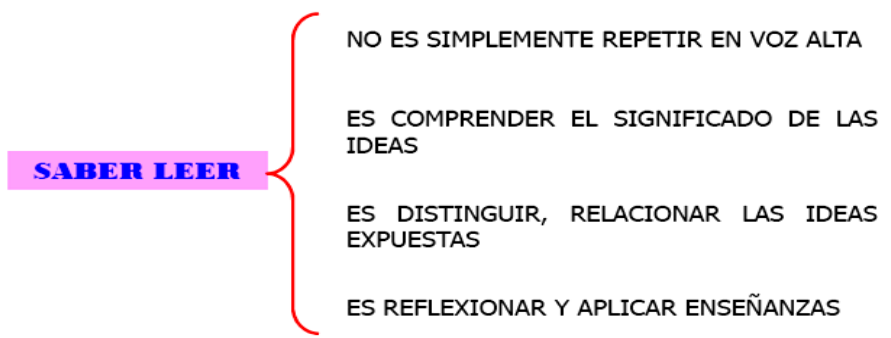 NO ES SIMPLEMENTE REPETIR EN VOZ ALTA
ES COMPRENDER EL SIGNIFICADO DE LAS
IDEAS
SABER LEER
ES DISTINGUIR, RELACIONAR LAS IDEAS
EXPUESTAS
ES REFLEXIONAR Y APLICAR ENSEÑANZAS